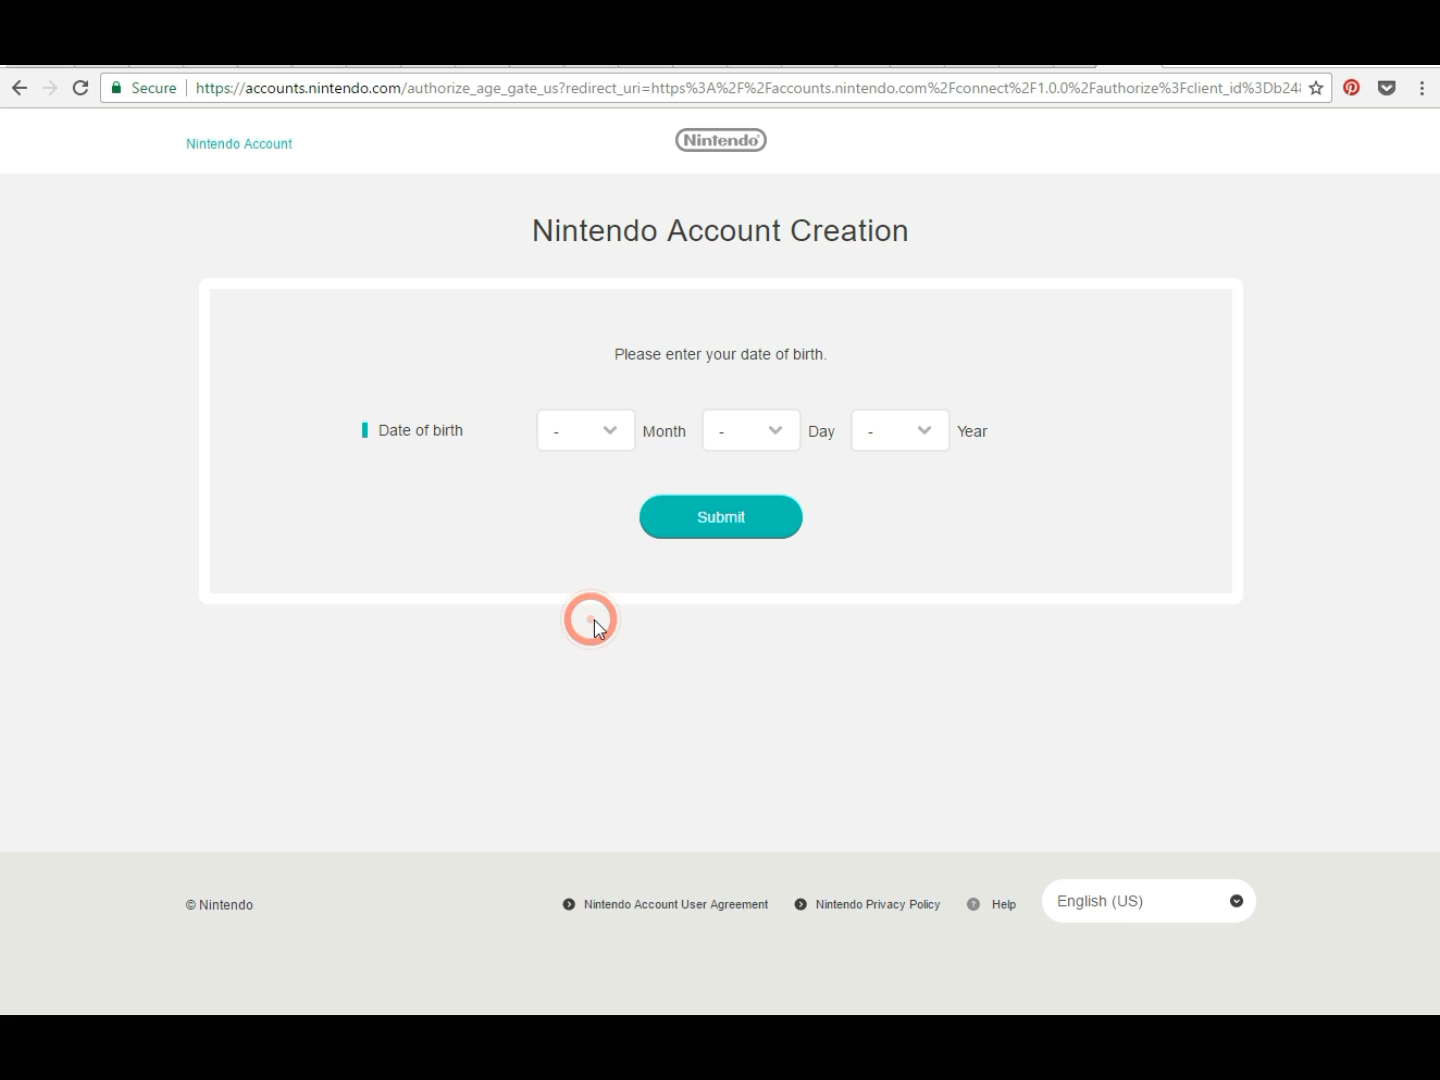 Secure https://accounts.nintendo.com/authorize_age_gate_us?redirect_uri=https%3A%2F%2Faccounts.nintendo.com%2Fconnect%2F1.0.0%2Fauthorize%3Fclient_id%3Db24
Nintendo Account
Nintendo
Nintendo Account Creation
Please enter your date of birth.
Date of birth - Month - Day - Year
Submit
© Nintendo Nintendo Account User Agreement Nintendo Privacy Policy ? Help English (US)